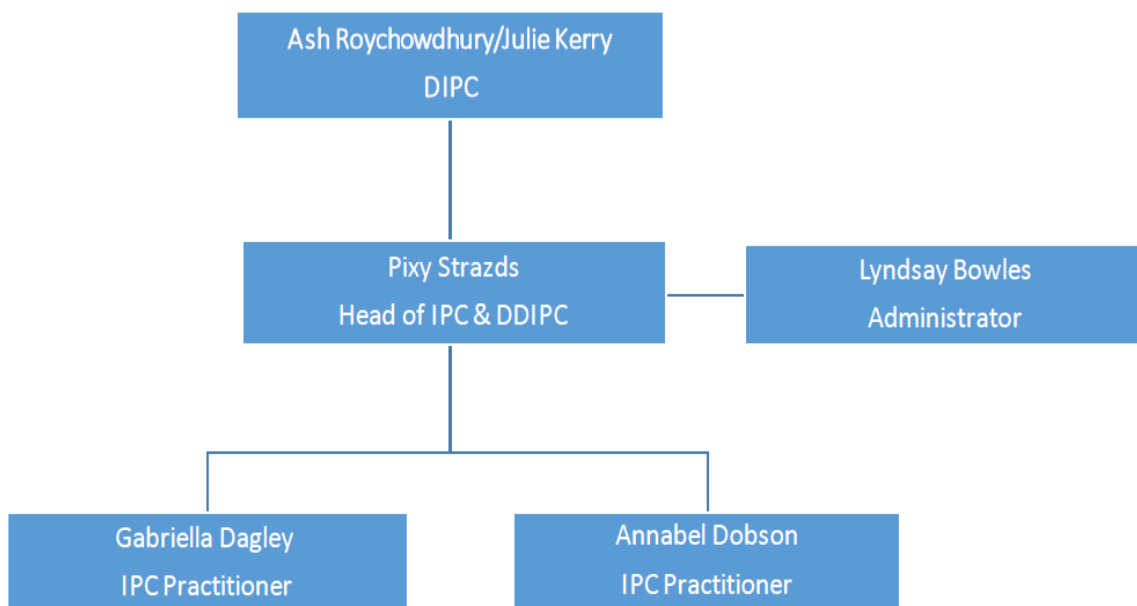 Ash Roychowdhury/Julie Kerry
DIPC
Pixy Strazds
Head of IPC & DDIPC
Lyndsay Bowles
Administrator
Gabriella Dagley
IPC Practitioner
Annabel Dobson
IPC Practitioner